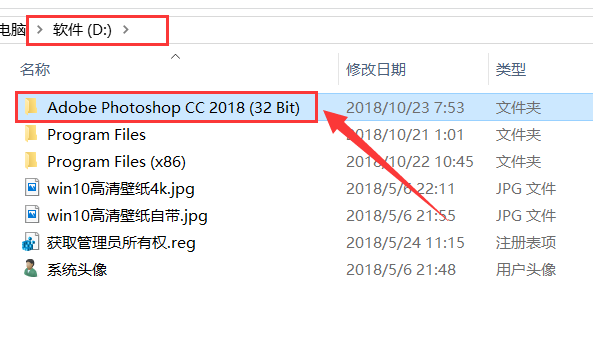 电脑 > 软件 (D:) >
名称 修改日期 类型
Adobe Photoshop CC 2018 (32 Bit) 2018/10/23 7:53 文件夹
Program Files 2018/10/21 1:01 文件夹
Program Files (x86) 2018/10/22 10:45 文件夹
win10高清壁纸4k.jpg 2018/5/6 22:11 JPG 文件
win10高清壁纸自带.jpg 2018/5/6 21:55 JPG 文件
获取管理员所有权.reg 2018/5/24 11:15 注册表项
系统头像 2018/5/6 21:48 用户头像